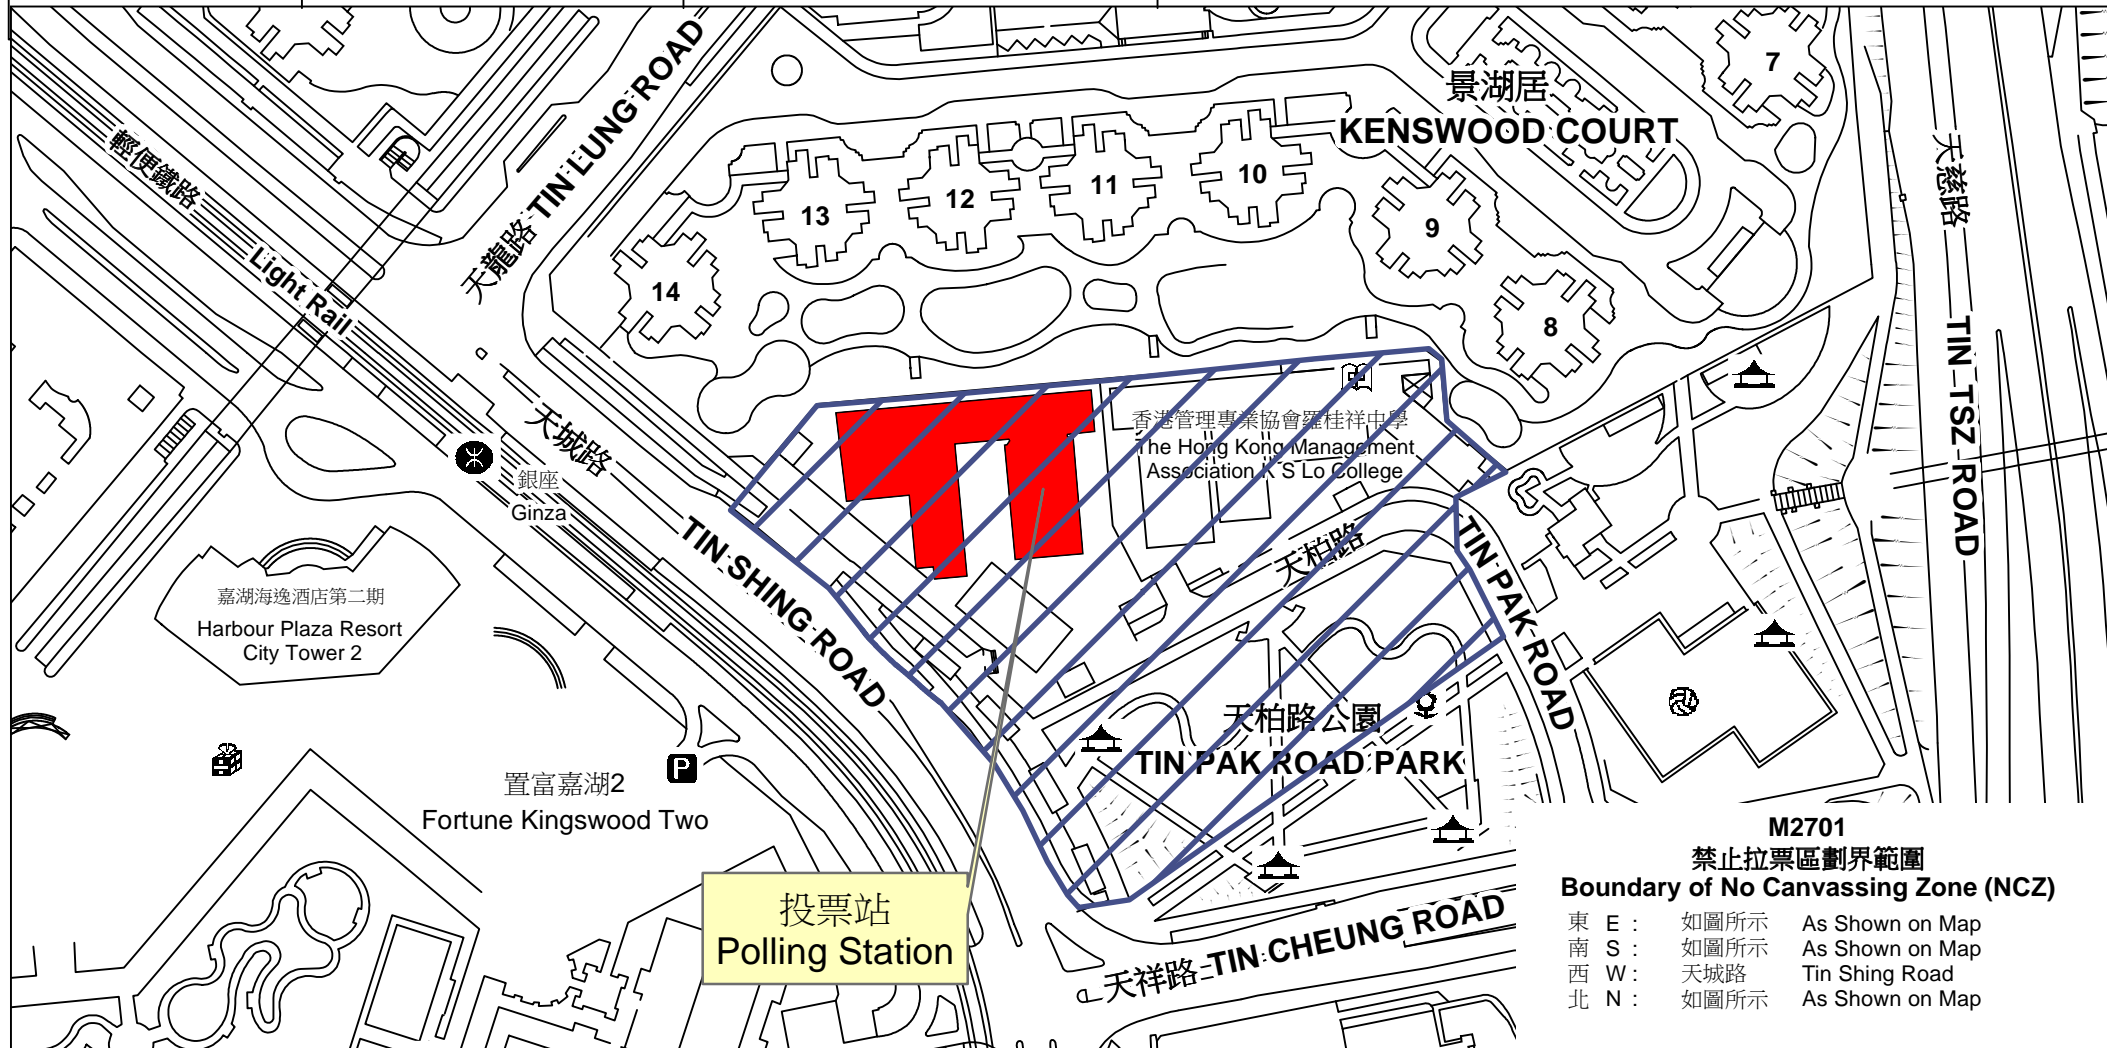 景湖居
KENSWOOD COURT
7
8
9
10
11
12
13
14
輕便鐵路
Light Rail
天龍路 TIN LUNG ROAD
天慈路
TIN TSZ ROAD
天城路
TIN SHING ROAD
銀座
Ginza
香港管理專業協會羅桂祥中學
The Hong Kong Management
Association K S Lo College
天柏路
TIN PAK ROAD
嘉湖海逸酒店第二期
Harbour Plaza Resort
City Tower 2
天柏路公園
TIN PAK ROAD PARK
置富嘉湖2
Fortune Kingswood Two
P
投票站
Polling Station
天祥路 TIN CHEUNG ROAD
M2701
禁止拉票區劃界範圍
Boundary of No Canvassing Zone (NCZ)
東 E : 如圖所示 As Shown on Map
南 S : 如圖所示 As Shown on Map
西 W : 天城路 Tin Shing Road
北 N : 如圖所示 As Shown on Map